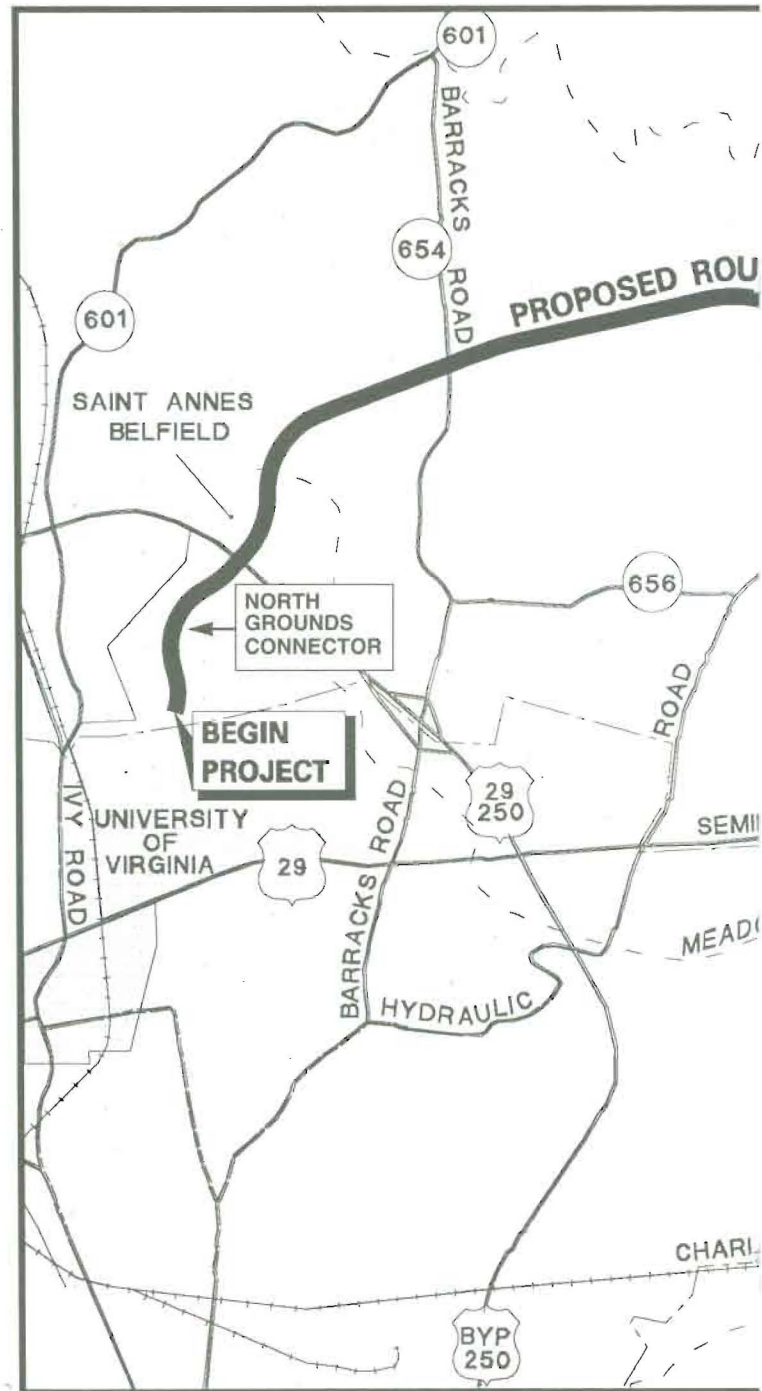 601
BARRACKS ROAD
654
PROPOSED ROU
601
SAINT ANNES
BELFIELD
656
NORTH
GROUNDS
CONNECTOR
ROAD
BEGIN
PROJECT
29
250
IVY ROAD
UNIVERSITY
OF
VIRGINIA
29
BARRACKS ROAD
SEMI
MEAD
HYDRAULIC
CHARL
BYP
250